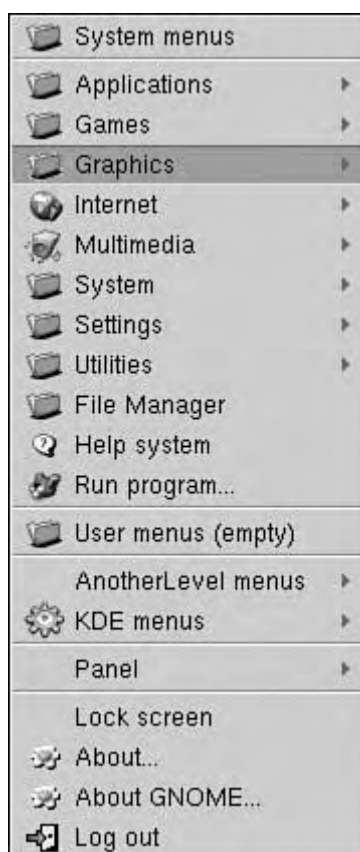 System menus
Applications
Games
Graphics
Internet
Multimedia
System
Settings
Utilities
File Manager
Help system
Run program...
User menus (empty)
AnotherLevel menus
KDE menus
Panel
Lock screen
About...
About GNOME...
Log out